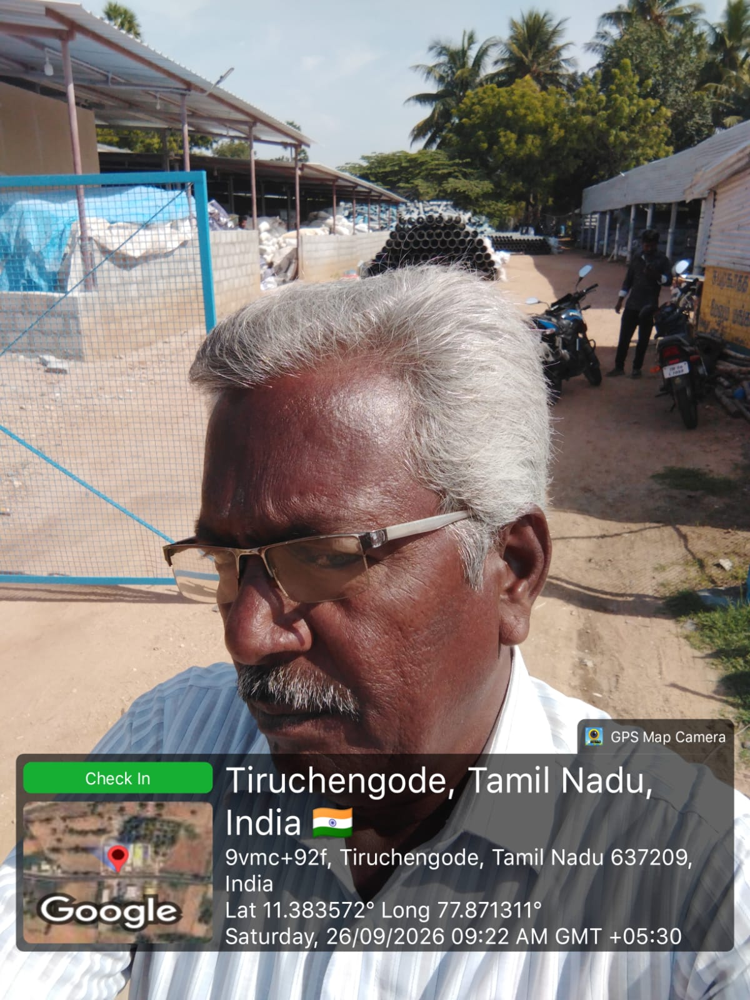 GPS Map Camera
Check In
Tiruchengode, Tamil Nadu,
India
Google
9vmc+92f, Tiruchengode, Tamil Nadu 637209,
India
Lat 11.383572° Long 77.871311°
Saturday, 26/09/2026 09:22 AM GMT +05:30